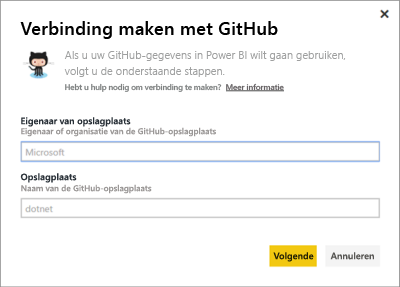 Verbinding maken met GitHub
Als u uw GitHub-gegevens in Power BI wilt gaan gebruiken,
volgt u de onderstaande stappen.
Hebt u hulp nodig om verbinding te maken? Meer informatie
Eigenaar van opslagplaats
Eigenaar of organisatie van de GitHub-opslagplaats
Microsoft
Opslagplaats
Naam van de GitHub-opslagplaats
dotnet
Volgende Annuleren